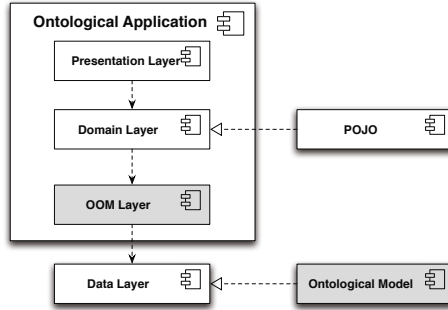 Ontological Application
Presentation Layer
Domain Layer
POJO
OOM Layer
Data Layer
Ontological Model